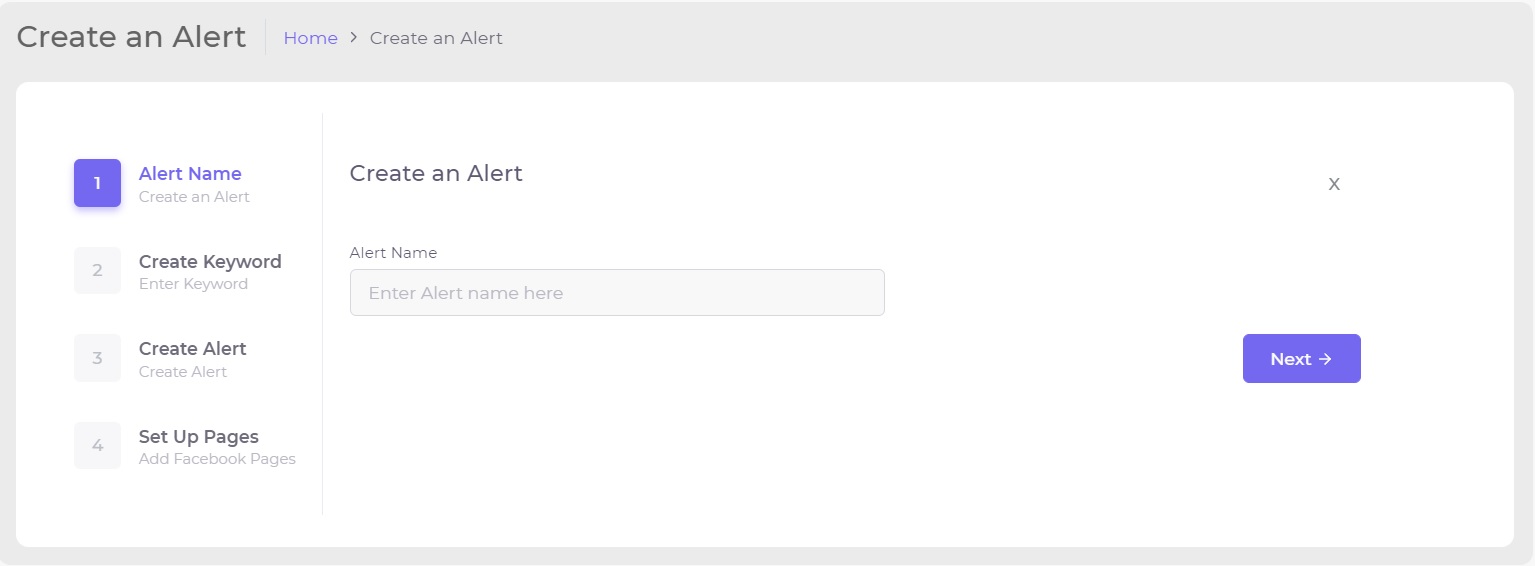 Create an Alert
Home > Create an Alert
1
Alert Name
Create an Alert
2
Create Keyword
Enter Keyword
3
Create Alert
Create Alert
4
Set Up Pages
Add Facebook Pages
Create an Alert
X
Alert Name
Enter Alert name here
Next →